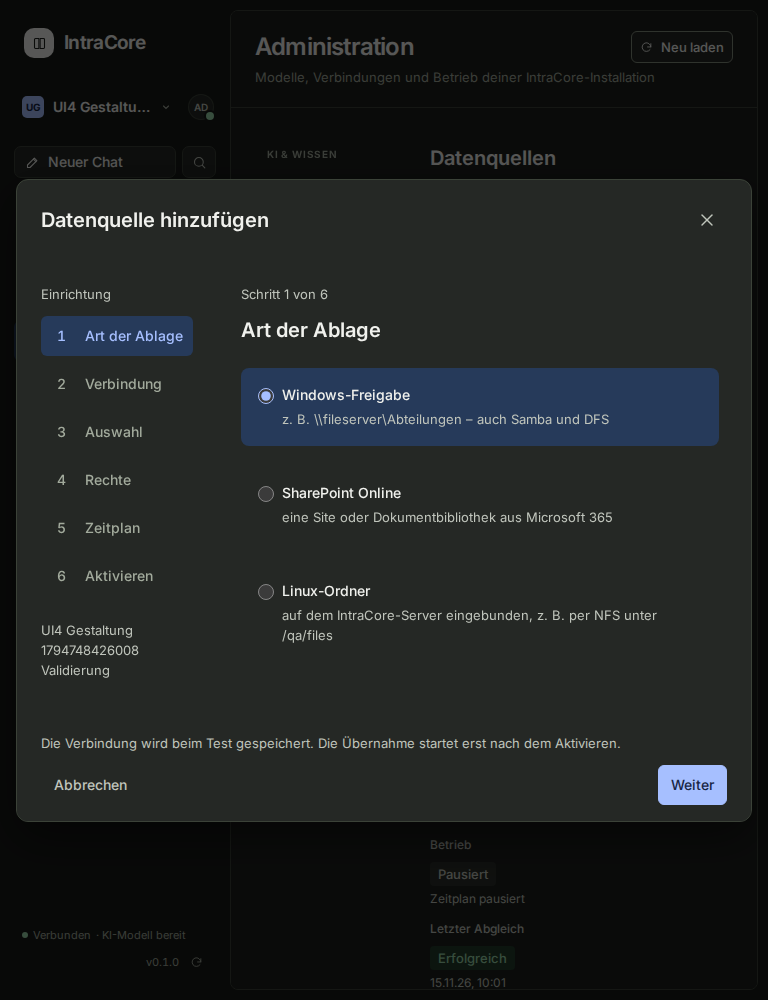 IntraCore
UG UI4 Gestaltu... AD
Neuer Chat
Administration
Neu laden
Modelle, Verbindungen und Betrieb deiner IntraCore-Installation
KI & WISSEN
Datenquellen
Datenquelle hinzufügen
Einrichtung
1 Art der Ablage
2 Verbindung
3 Auswahl
4 Rechte
5 Zeitplan
6 Aktivieren
UI4 Gestaltung
1794748426008
Validierung
Schritt 1 von 6
Art der Ablage
Windows-Freigabe
z. B. \\fileserver\Abteilungen – auch Samba und DFS
SharePoint Online
eine Site oder Dokumentbibliothek aus Microsoft 365
Linux-Ordner
auf dem IntraCore-Server eingebunden, z. B. per NFS unter
/qa/files
Die Verbindung wird beim Test gespeichert. Die Übernahme startet erst nach dem Aktivieren.
Abbrechen
Weiter
Betrieb
Pausiert
Zeitplan pausiert
Letzter Abgleich
Erfolgreich
15.11.26, 10:01
Verbunden · KI-Modell bereit
v0.1.0